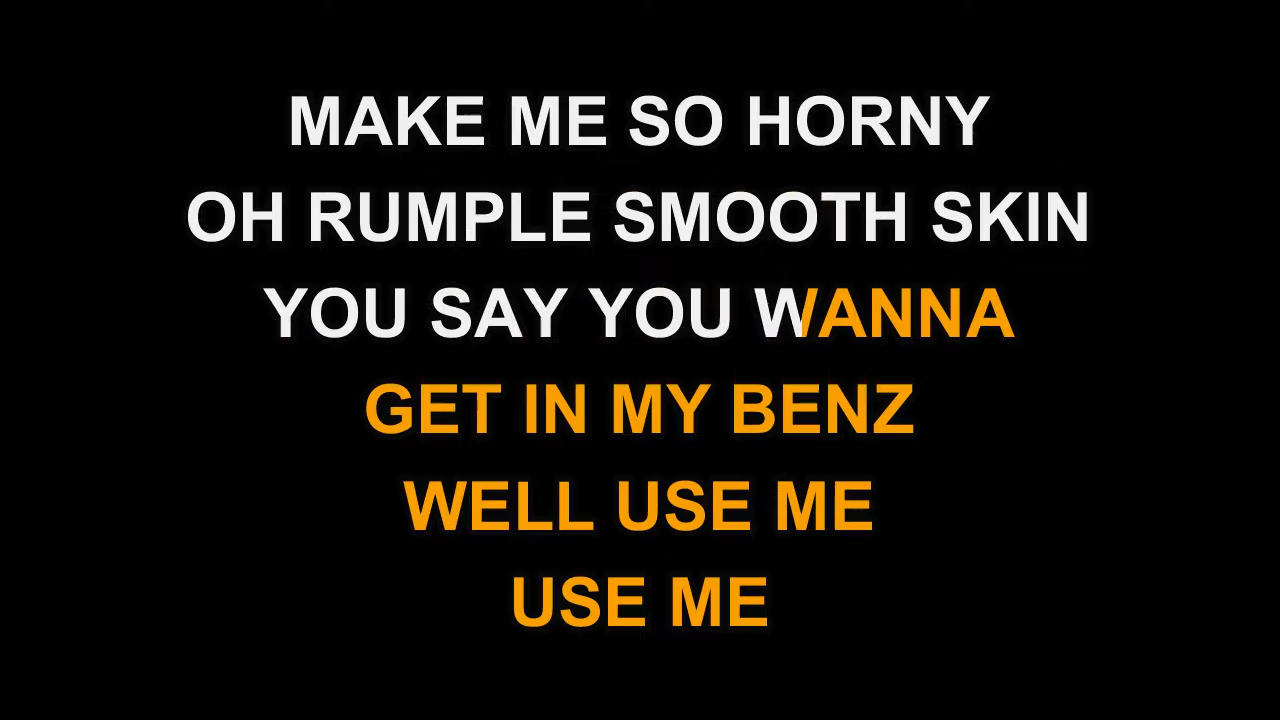 MAKE ME SO HORNY
OH RUMPLE SMOOTH SKIN
YOU SAY YOU WANNA
GET IN MY BENZ
WELL USE ME
USE ME